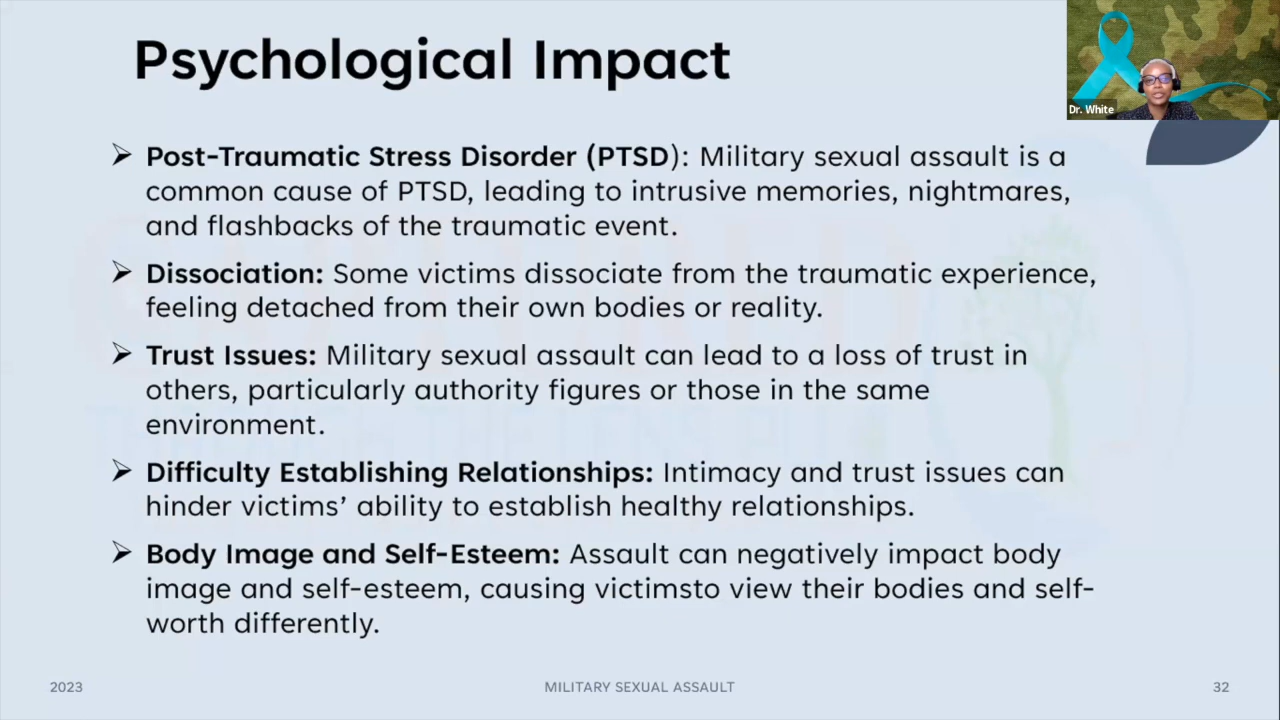 Psychological Impact
Dr. White
➢ Post-Traumatic Stress Disorder (PTSD): Military sexual assault is a
common cause of PTSD, leading to intrusive memories, nightmares,
and flashbacks of the traumatic event.
➢ Dissociation: Some victims dissociate from the traumatic experience,
feeling detached from their own bodies or reality.
➢ Trust Issues: Military sexual assault can lead to a loss of trust in
others, particularly authority figures or those in the same
environment.
➢ Difficulty Establishing Relationships: Intimacy and trust issues can
hinder victims’ ability to establish healthy relationships.
➢ Body Image and Self-Esteem: Assault can negatively impact body
image and self-esteem, causing victimsto view their bodies and self-
worth differently.
2023 MILITARY SEXUAL ASSAULT 32